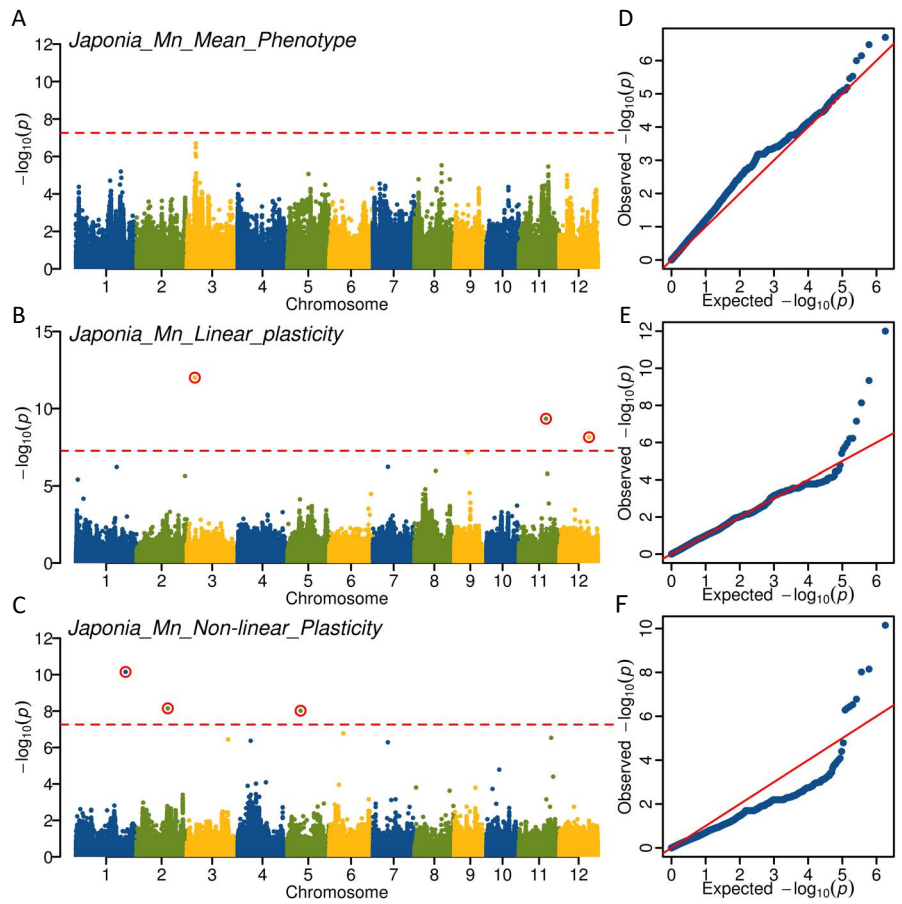 A
Japonia_Mn_Mean_Phenotype
12
10
8
6
4
2
0
−log10(p)
1 2 3 4 5 6 7 8 9 10 11 12
Chromosome
D
6
5
4
3
2
1
0
Observed −log10(p)
0 1 2 3 4 5 6
Expected −log10(p)
B
Japonia_Mn_Linear_plasticity
15
10
5
0
−log10(p)
1 2 3 4 5 6 7 8 9 10 11 12
Chromosome
E
12
10
8
6
4
2
0
Observed −log10(p)
0 1 2 3 4 5 6
Expected −log10(p)
C
Japonia_Mn_Non-linear_Plasticity
12
10
8
6
4
2
0
−log10(p)
1 2 3 4 5 6 7 8 9 10 11 12
Chromosome
F
10
8
6
4
2
0
Observed −log10(p)
0 1 2 3 4 5 6
Expected −log10(p)